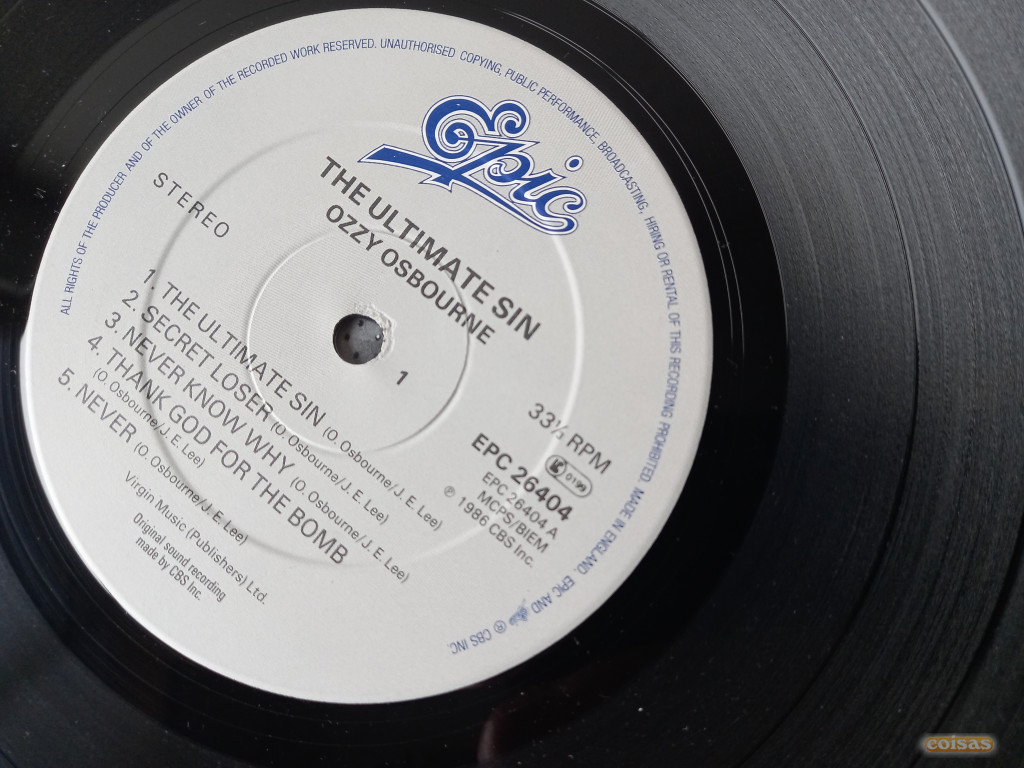 ALL RIGHTS OF THE PRODUCER AND OF THE OWNER OF THE RECORDED WORK RESERVED. UNAUTHORISED COPYING, PUBLIC PERFORMANCE, BROADCASTING, HIRING OR RENTAL OF THIS RECORDING PROHIBITED. MADE IN ENGLAND. EPIC AND ® CBS INC.
Epic
THE ULTIMATE SIN
OZZY OSBOURNE
STEREO
1
33⅓ RPM
EPC 26404
EPC 26404 A
MCPS/BIEM
℗ 1986 CBS Inc.
1. THE ULTIMATE SIN (O. Osbourne/J. E. Lee)
2. SECRET LOSER (O. Osbourne/J. E. Lee)
3. NEVER KNOW WHY (O. Osbourne/J. E. Lee)
4. THANK GOD FOR THE BOMB
(O. Osbourne/J. E. Lee)
5. NEVER (O. Osbourne/J. E. Lee)
Virgin Music (Publishers) Ltd.
Original sound recording
made by CBS Inc.
coisas